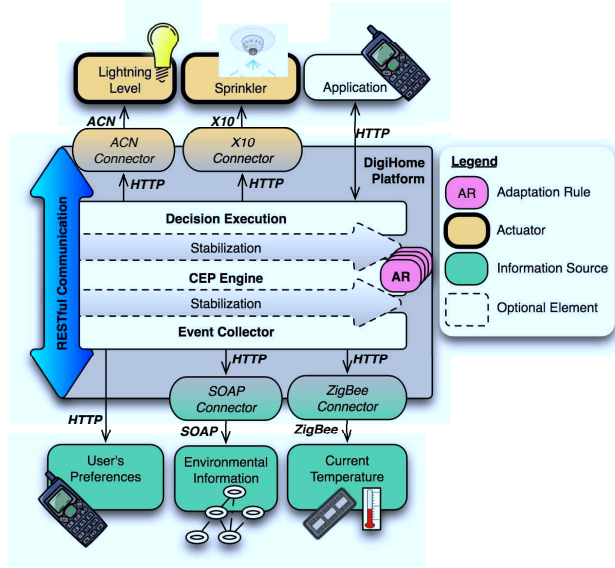 Lightning
Level
Sprinkler
Application
ACN
X10
HTTP
ACN
Connector
X10
Connector
DigiHome
Platform
HTTP
HTTP
RESTful Communication
Decision Execution
Stabilization
CEP Engine
AR
Stabilization
Event Collector
HTTP
HTTP
SOAP
Connector
ZigBee
Connector
HTTP
SOAP
ZigBee
User's
Preferences
Environmental
Information
Current
Temperature
Legend
AR
Adaptation Rule
Actuator
Information Source
Optional Element